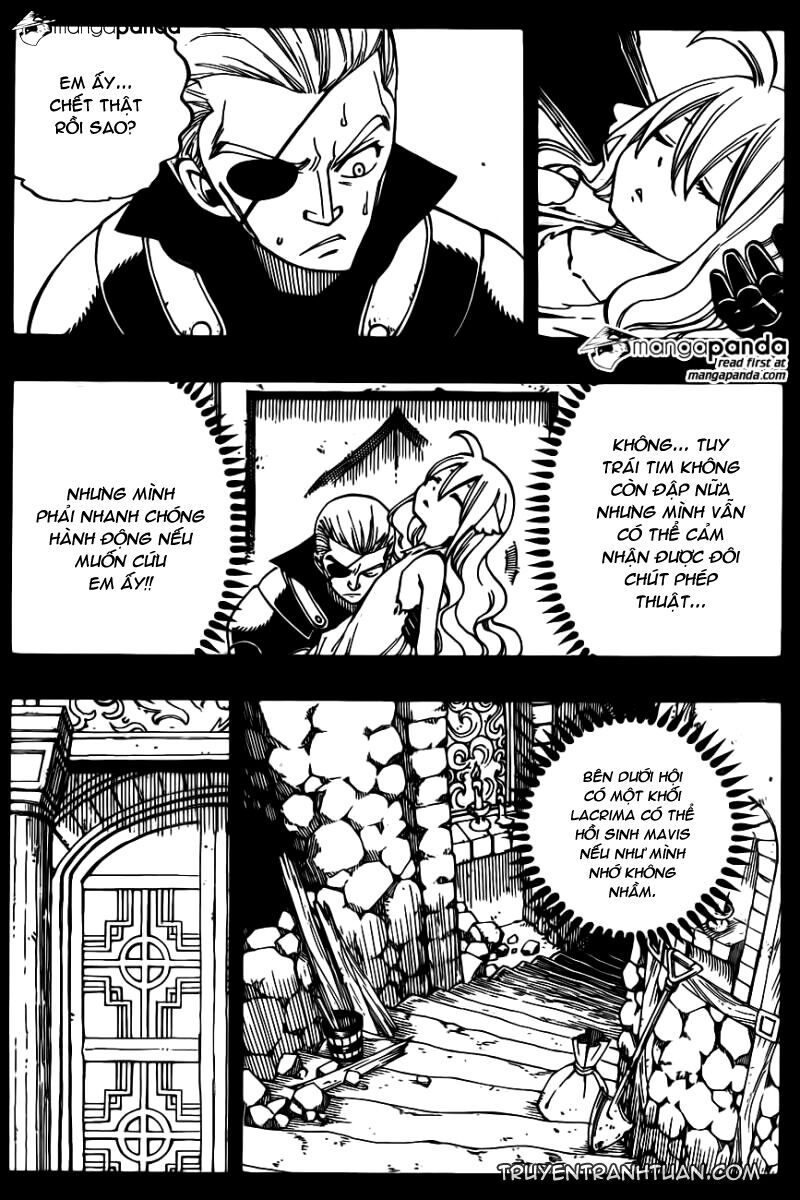 mangapanda
EM ẤY...
CHẾT THẬT
RỒI SAO?
mangapanda
read first at
mangapanda.com
KHÔNG... TUY
TRÁI TIM KHÔNG
CÒN ĐẬP NỮA
NHƯNG MÌNH VẪN
CÓ THỂ CẢM
NHẬN ĐƯỢC ĐÔI
CHÚT PHÉP
THUẬT...
NHƯNG MÌNH
PHẢI NHANH CHÓNG
HÀNH ĐỘNG NẾU
MUỐN CỨU
EM ẤY!!
BÊN DƯỚI HỘI
CÓ MỘT KHỐI
LACRIMA CÓ THỂ
HỒI SINH MAVIS
NẾU NHƯ MÌNH
NHỚ KHÔNG
NHẦM.
TRUYENTRANHTUAN.COM